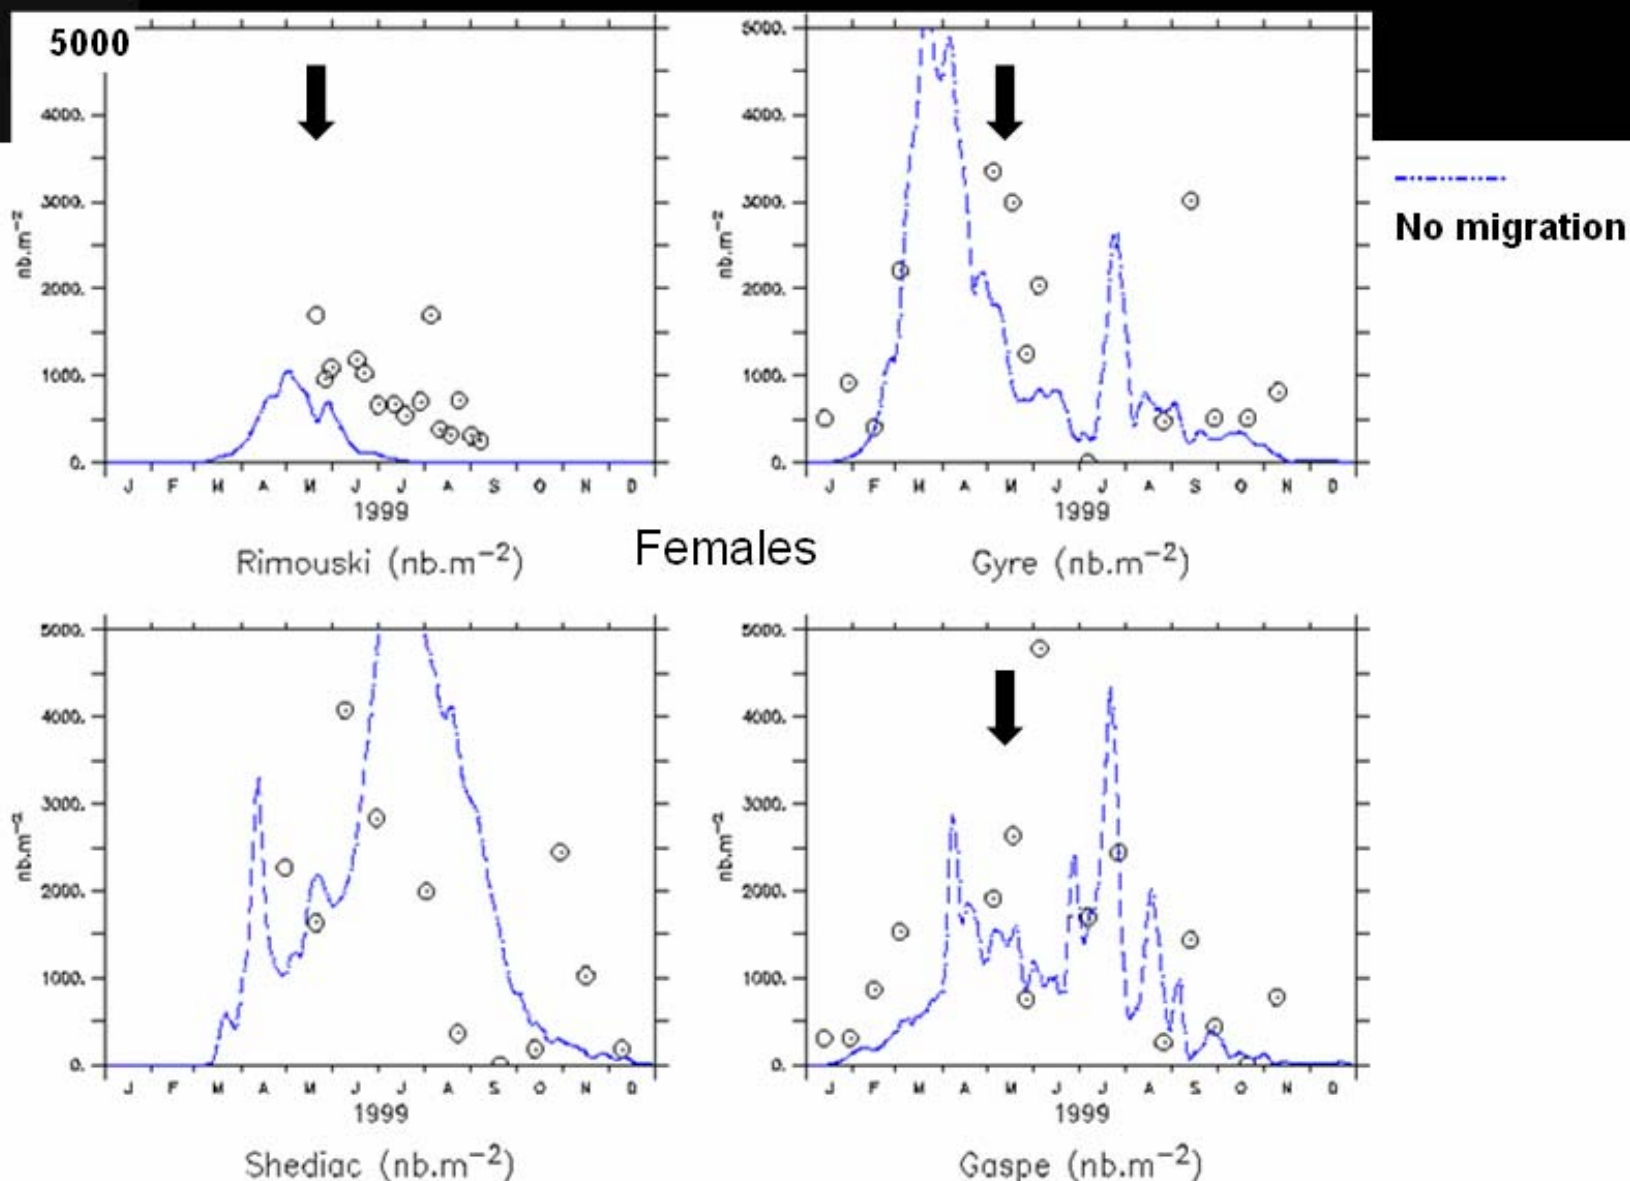 5000
4000.
3000.
2000.
1000.
0.
nb.m-2
J F M A M J J A S O N D
1999
Rimouski (nb.m-2)
5000.
4000.
3000.
2000.
1000.
0.
nb.m-2
J F M A M J J A S O N D
1999
Gyre (nb.m-2)
No migration
Females
5000.
4000.
3000.
2000.
1000.
0.
nb.m-2
J F M A M J J A S O N D
1999
Shediac (nb.m-2)
5000.
4000.
3000.
2000.
1000.
0.
nb.m-2
J F M A M J J A S O N D
1999
Gaspe (nb.m-2)